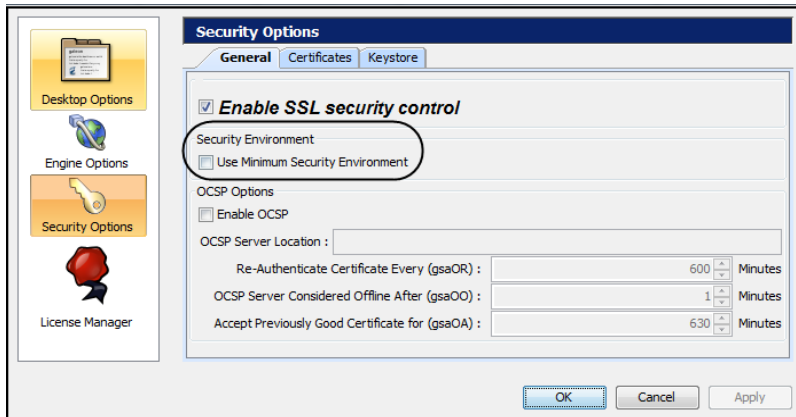 Security Options
General Certificates Keystore
Desktop Options
Engine Options
Security Options
License Manager
Enable SSL security control
Security Environment
Use Minimum Security Environment
OCSP Options
Enable OCSP
OCSP Server Location :
Re-Authenticate Certificate Every (gsaOR) : 600 Minutes
OCSP Server Considered Offline After (gsaOO) : 1 Minutes
Accept Previously Good Certificate for (gsaOA) : 630 Minutes
OK Cancel Apply